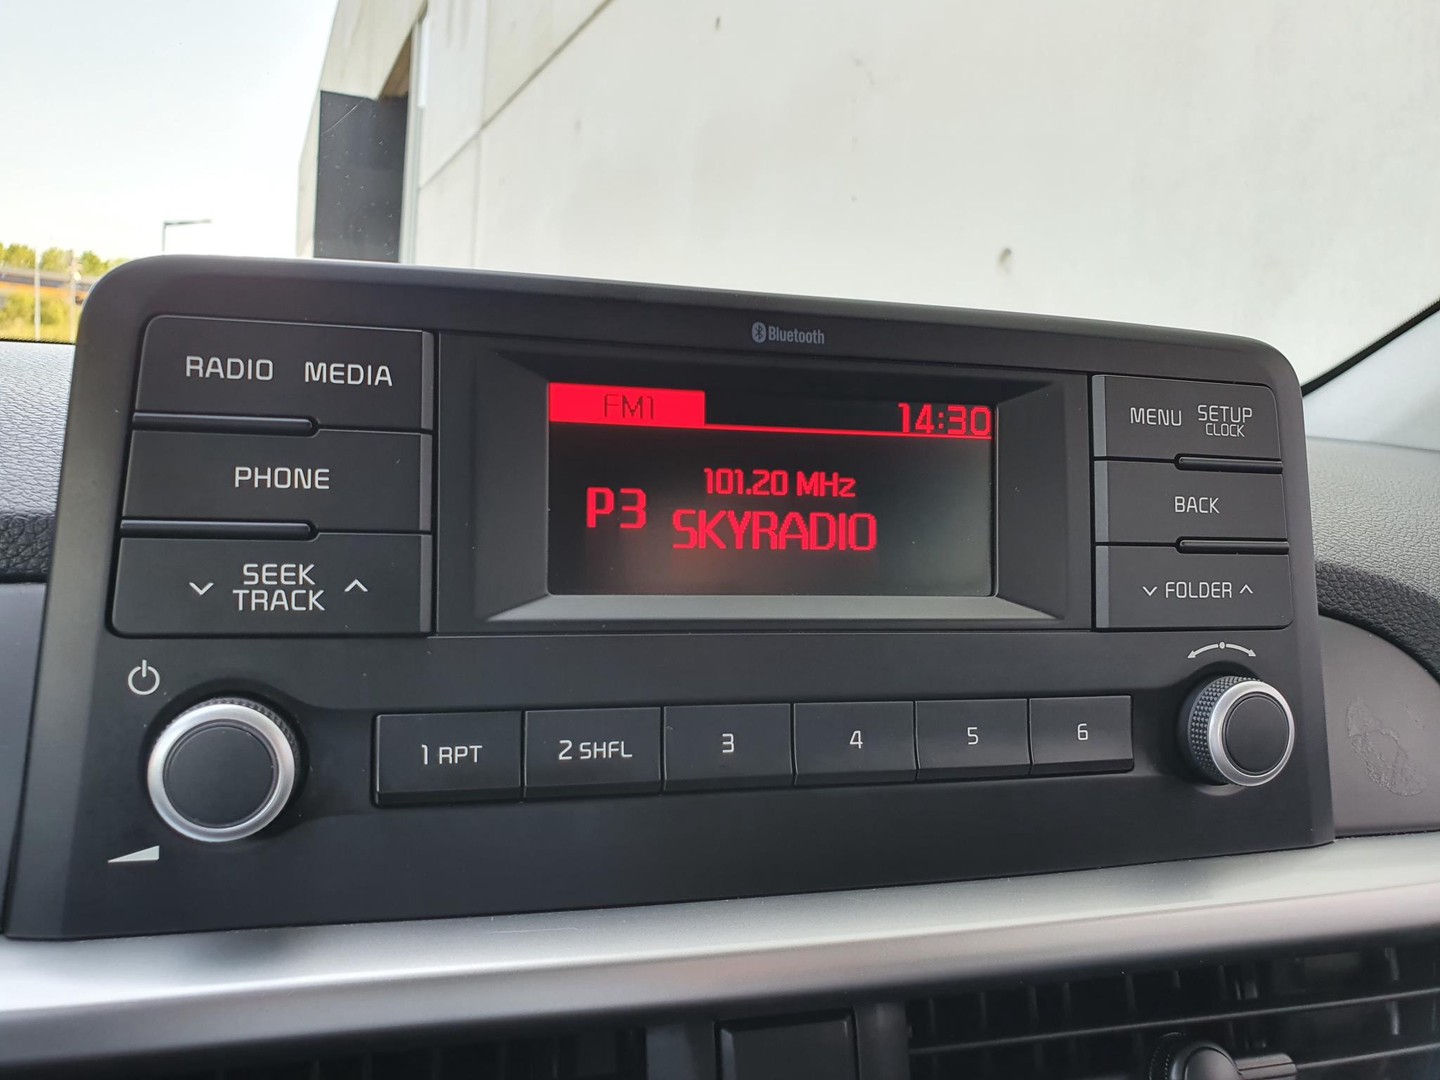 Bluetooth
RADIO MEDIA
PHONE
SEEK
TRACK
FM1 14:30
101.20 MHz
P3 SKYRADIO
MENU SETUP
CLOCK
BACK
FOLDER
1 RPT 2 SHFL 3 4 5 6